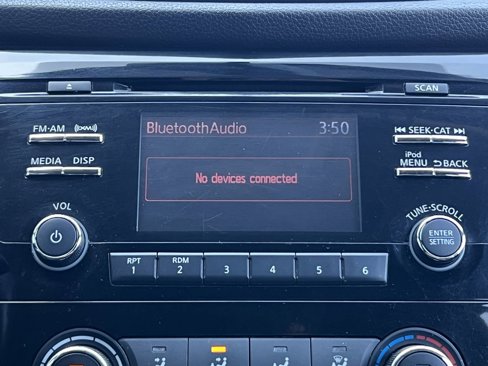 SCAN
FM·AM (xm)
BluetoothAudio 3:50
SEEK·CAT
MEDIA DISP
No devices connected
iPod
MENU BACK
VOL
TUNE·SCROLL
ENTER
SETTING
RPT
1
RDM
2
3
4
5
6